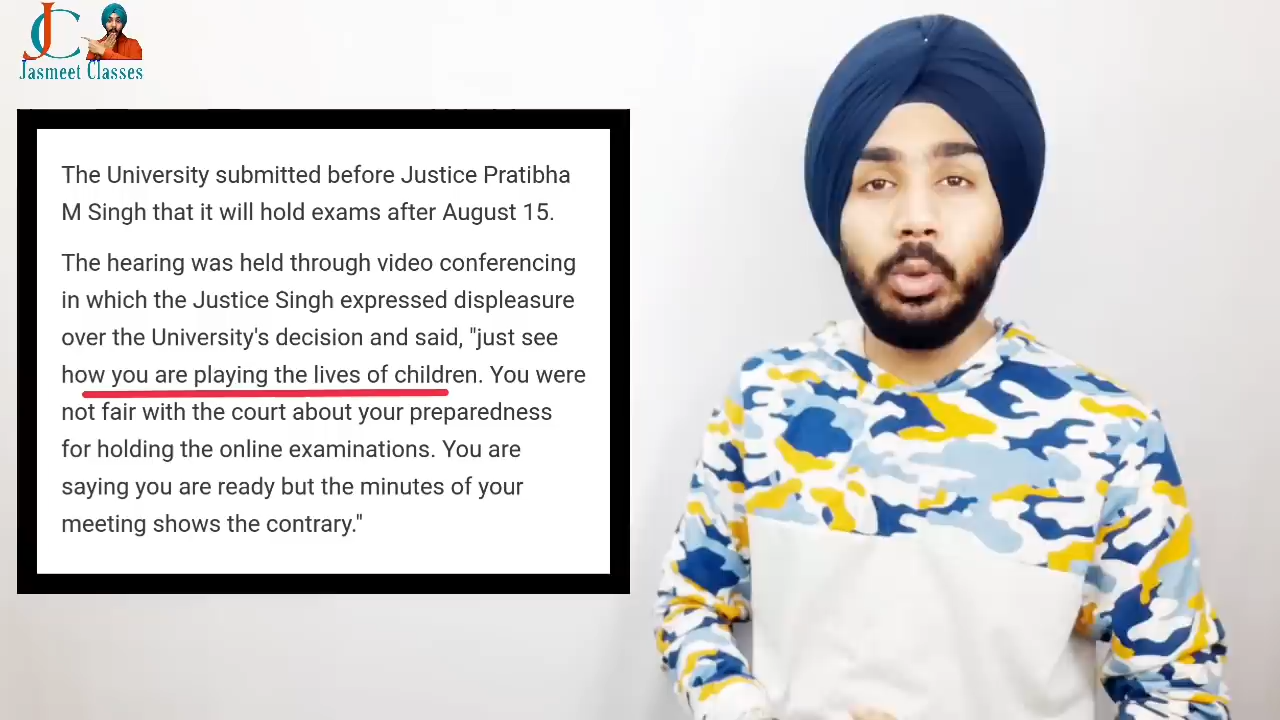 Jasmeet Classes
The University submitted before Justice Pratibha
M Singh that it will hold exams after August 15.
The hearing was held through video conferencing
in which the Justice Singh expressed displeasure
over the University's decision and said, "just see
how you are playing the lives of children. You were
not fair with the court about your preparedness
for holding the online examinations. You are
saying you are ready but the minutes of your
meeting shows the contrary."